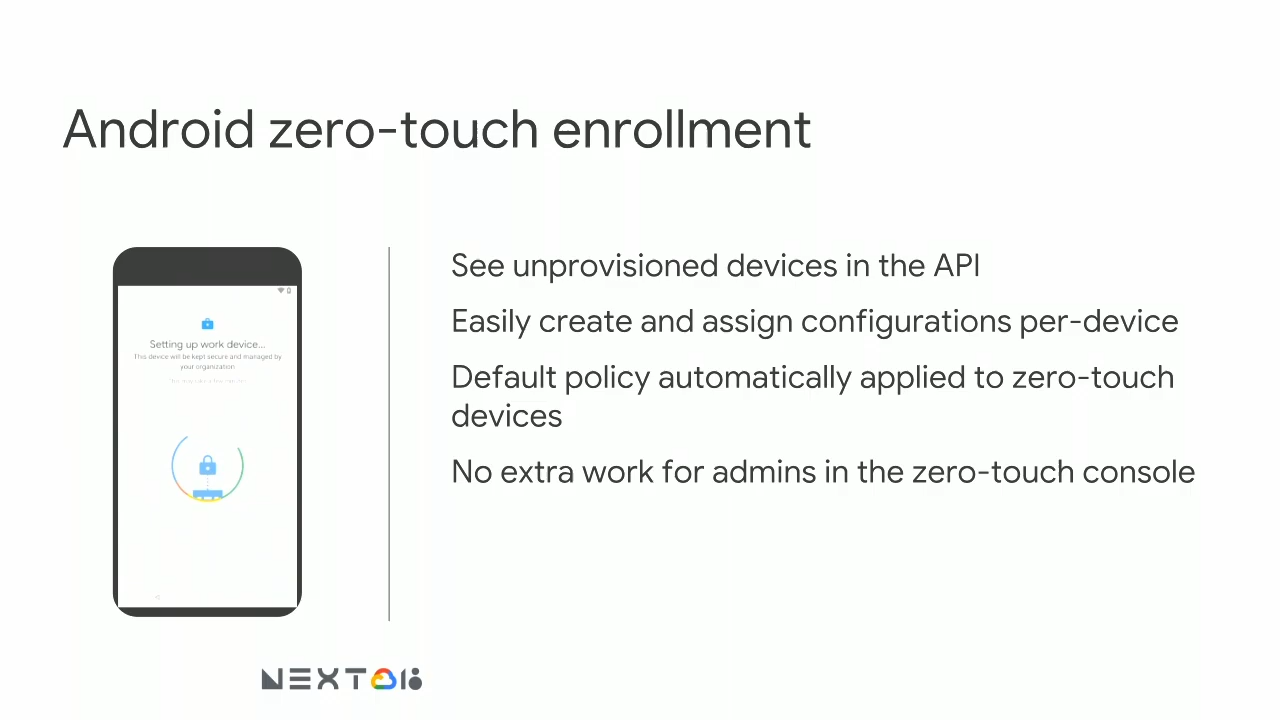 Android zero-touch enrollment
Setting up work device...
This device will be kept secure and managed by
your organization
See unprovisioned devices in the API
Easily create and assign configurations per-device
Default policy automatically applied to zero-touch
devices
No extra work for admins in the zero-touch console
NEXT 18